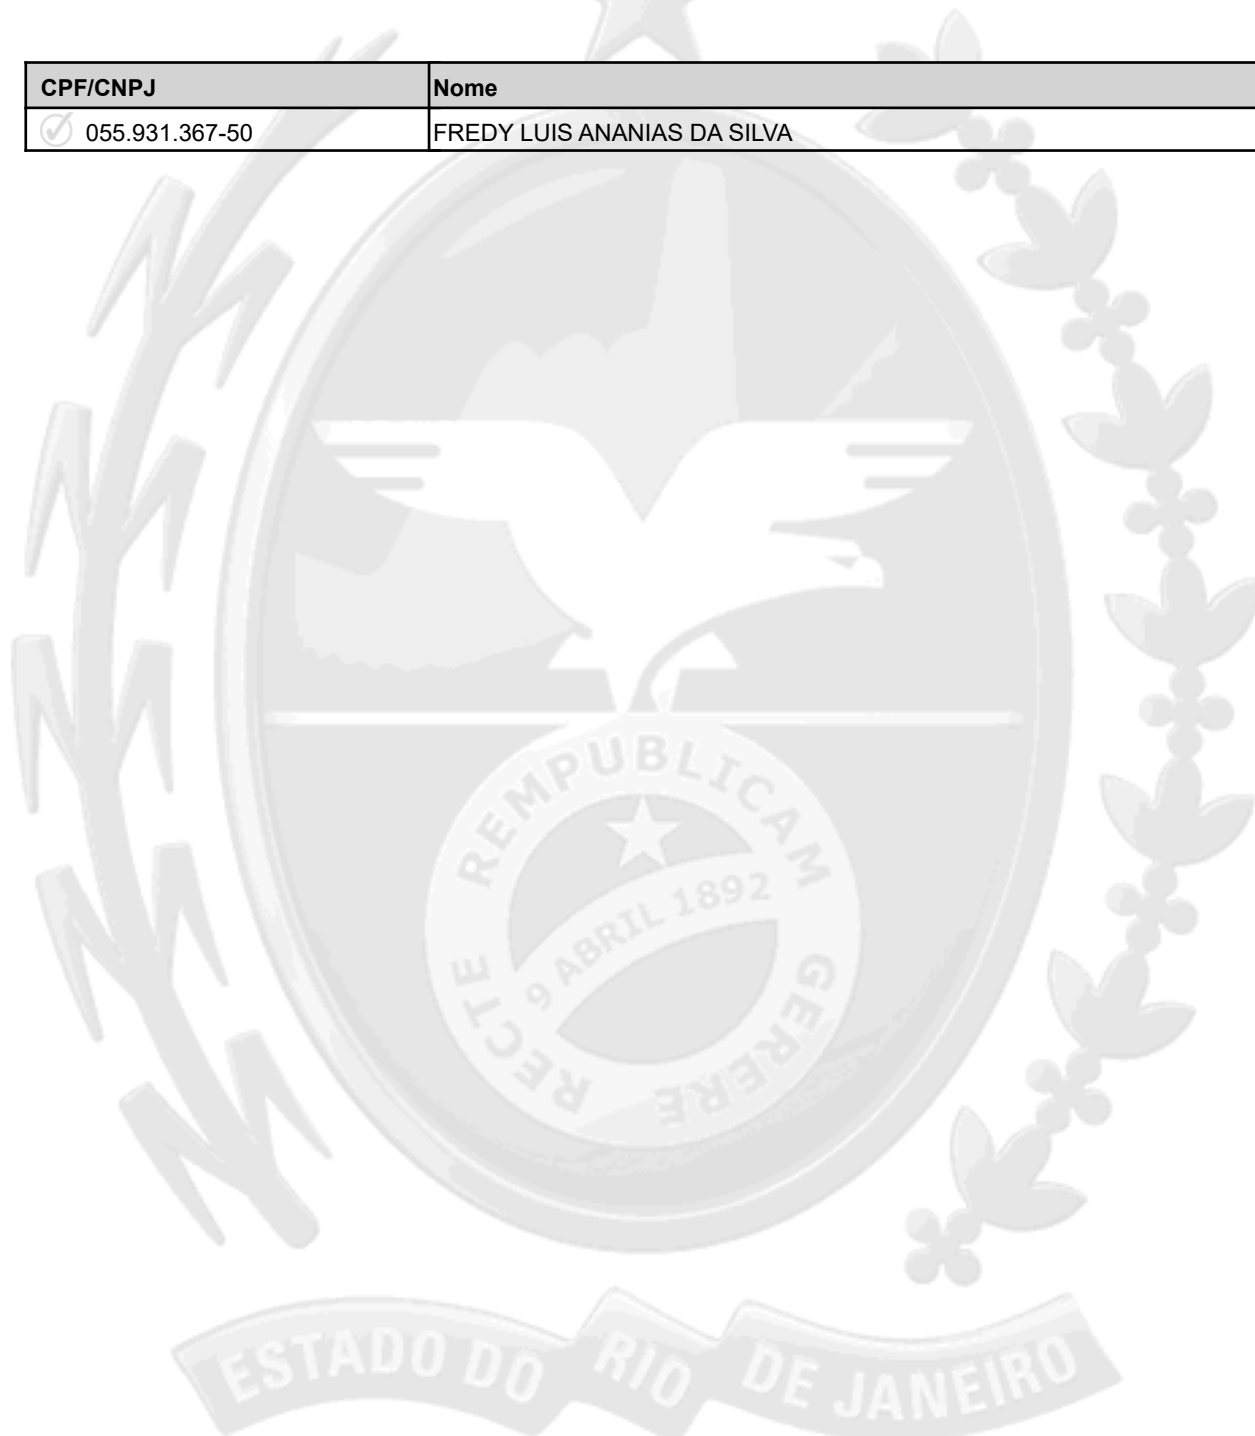 CPF/CNPJ Nome
055.931.367-50 FREDY LUIS ANANIAS DA SILVA
REMPUBLICAM
9 ABRIL 1892
RECTE GERERE
ESTADO DO RIO DE JANEIRO